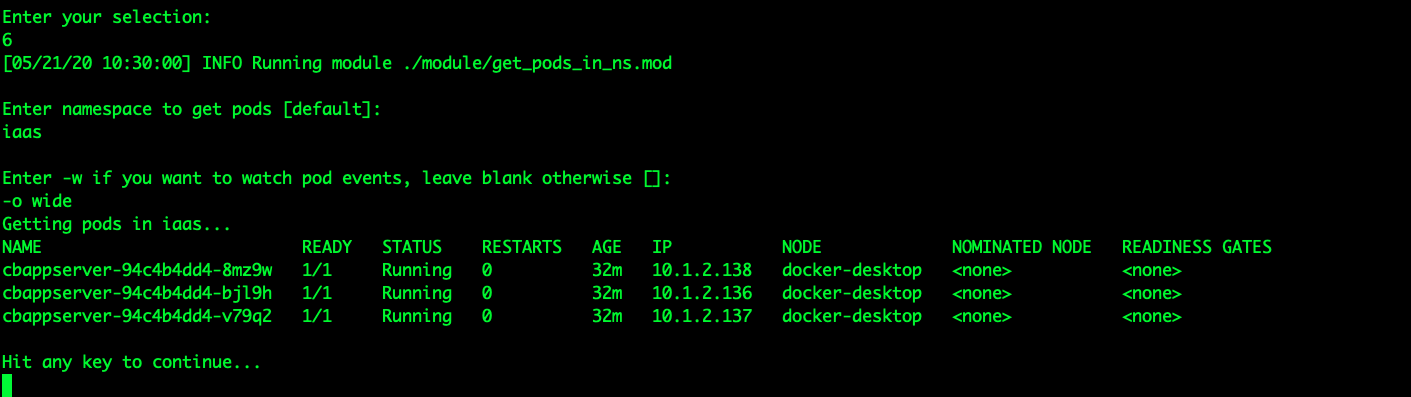 Enter your selection:
6
[05/21/20 10:30:00] INFO Running module ./module/get_pods_in_ns.mod
Enter namespace to get pods [default]:
iaas
Enter -w if you want to watch pod events, leave blank otherwise []:
-o wide
Getting pods in iaas...
NAME READY STATUS RESTARTS AGE IP NODE NOMINATED NODE READINESS GATES
cbappserver-94c4b4dd4-8mz9w 1/1 Running 0 32m 10.1.2.138 docker-desktop <none> <none>
cbappserver-94c4b4dd4-bjl9h 1/1 Running 0 32m 10.1.2.136 docker-desktop <none> <none>
cbappserver-94c4b4dd4-v79q2 1/1 Running 0 32m 10.1.2.137 docker-desktop <none> <none>
Hit any key to continue...